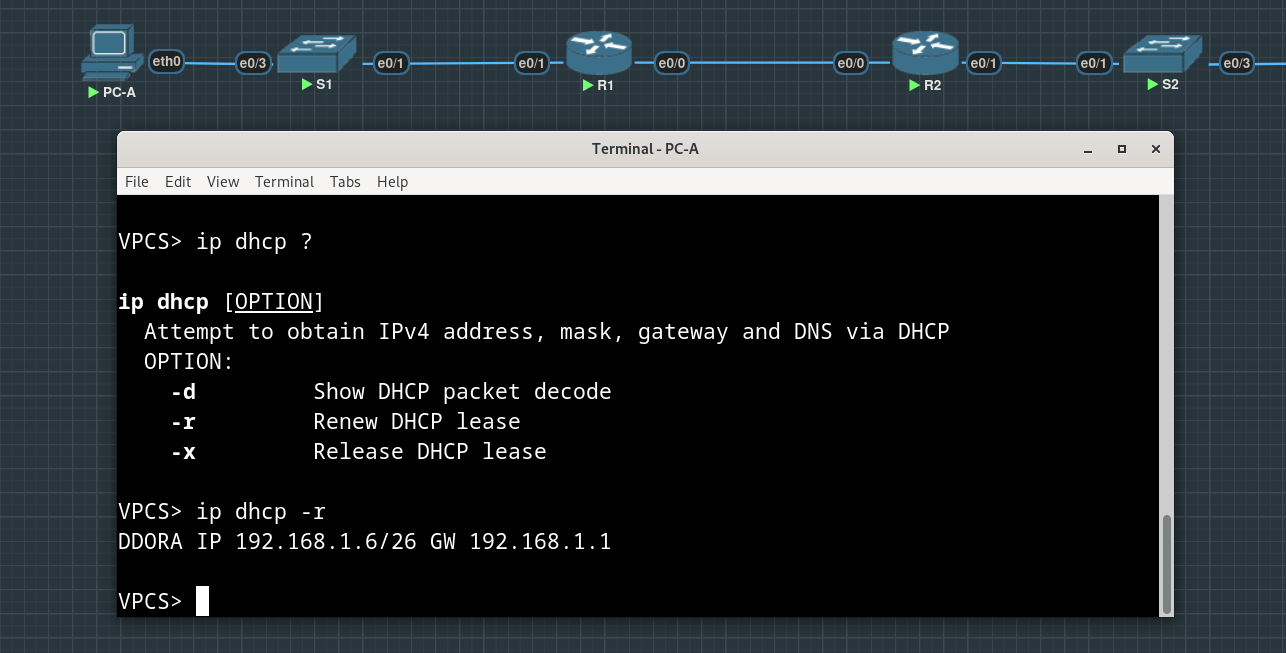 eth0
e0/3
e0/1
e0/1
e0/0
e0/0
e0/1
e0/1
e0/3
PC-A
S1
R1
R2
S2
Terminal - PC-A
File Edit View Terminal Tabs Help
VPCS> ip dhcp ?
ip dhcp [OPTION]
Attempt to obtain IPv4 address, mask, gateway and DNS via DHCP
OPTION:
-d Show DHCP packet decode
-r Renew DHCP lease
-x Release DHCP lease
VPCS> ip dhcp -r
DDORA IP 192.168.1.6/26 GW 192.168.1.1
VPCS>